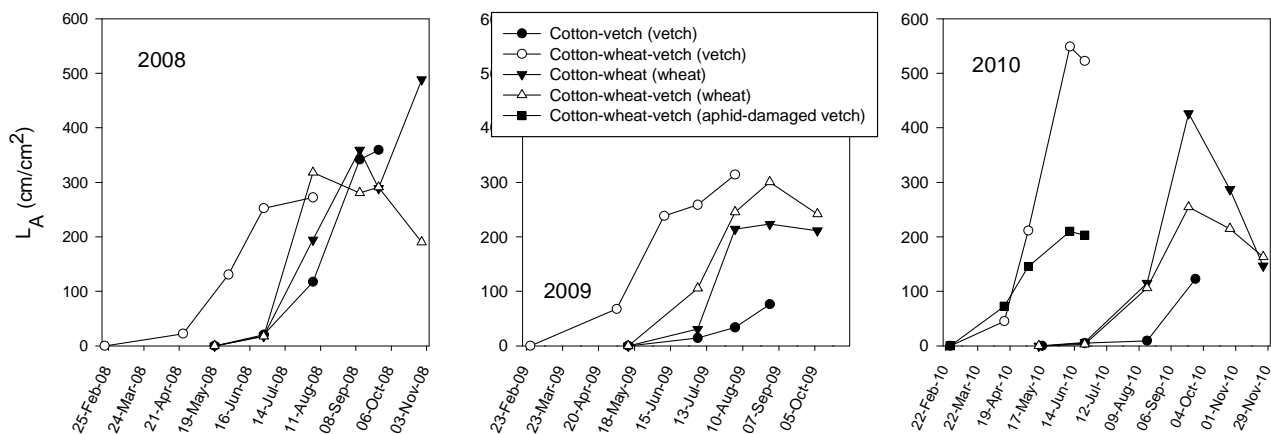 600
500
400
300
200
100
0
L_A (cm/cm²)
2008
25-Feb-08
24-Mar-08
21-Apr-08
19-May-08
16-Jun-08
14-Jul-08
11-Aug-08
08-Sep-08
06-Oct-08
03-Nov-08
600
500
400
300
200
100
0
Cotton-vetch (vetch)
Cotton-wheat-vetch (vetch)
Cotton-wheat (wheat)
Cotton-wheat-vetch (wheat)
Cotton-wheat-vetch (aphid-damaged vetch)
2009
23-Feb-09
23-Mar-09
20-Apr-09
18-May-09
15-Jun-09
13-Jul-09
10-Aug-09
07-Sep-09
05-Oct-09
600
500
400
300
200
100
0
2010
22-Feb-10
22-Mar-10
19-Apr-10
17-May-10
14-Jun-10
12-Jul-10
09-Aug-10
06-Sep-10
04-Oct-10
01-Nov-10
29-Nov-10